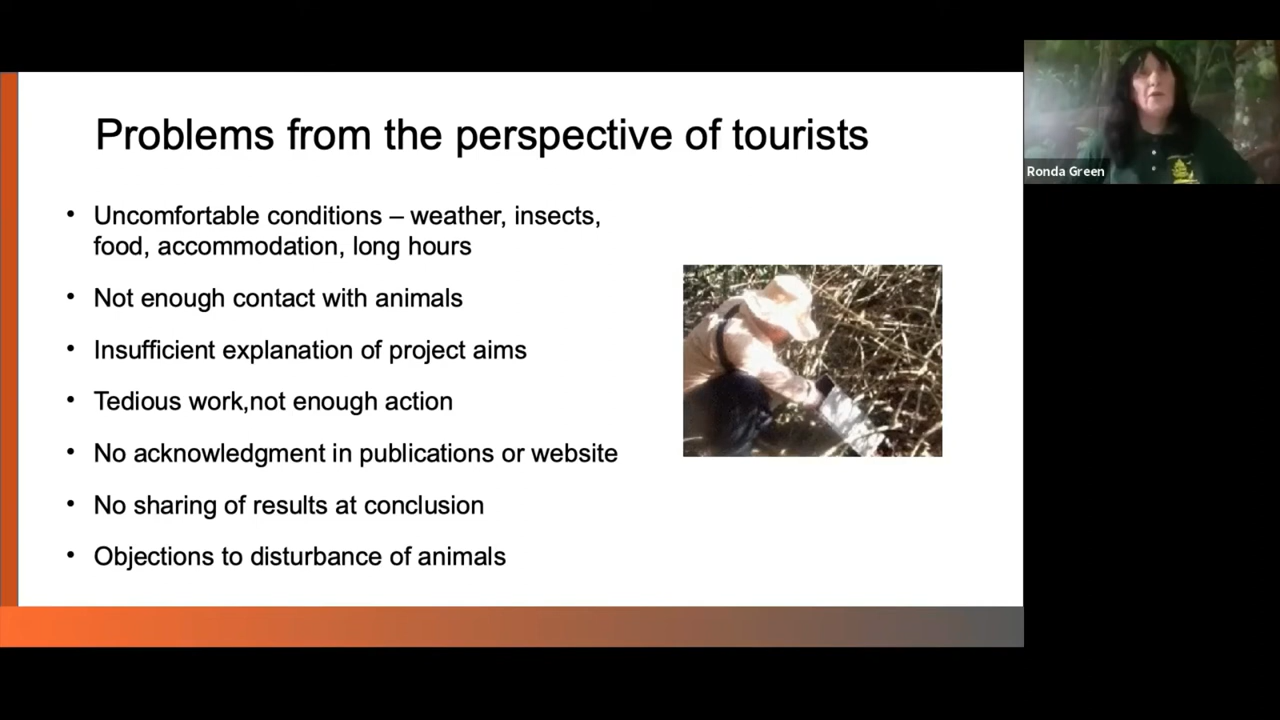 Problems from the perspective of tourists
• Uncomfortable conditions – weather, insects,
food, accommodation, long hours
• Not enough contact with animals
• Insufficient explanation of project aims
• Tedious work,not enough action
• No acknowledgment in publications or website
• No sharing of results at conclusion
• Objections to disturbance of animals
Ronda Green